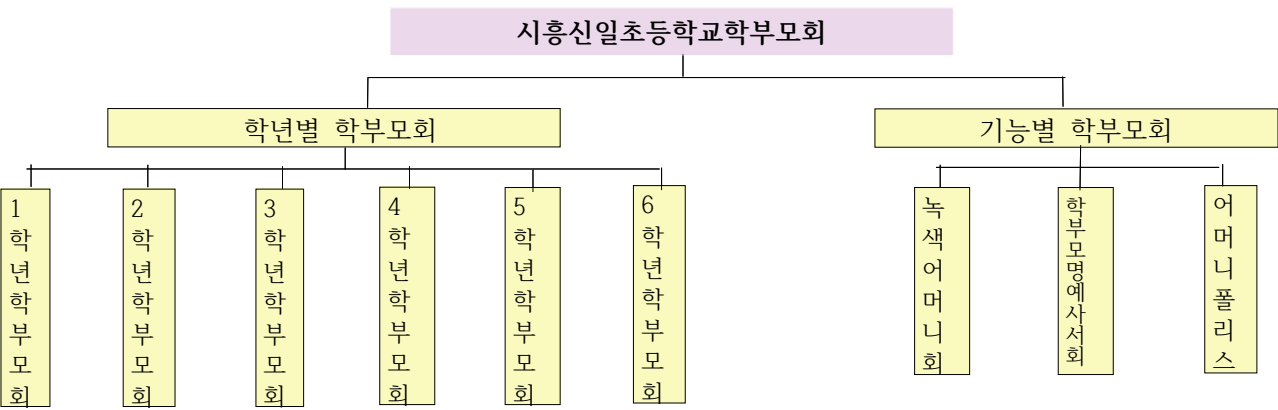 시흥신일초등학교학부모회
학년별 학부모회
기능별 학부모회
1학년학부모회
2학년학부모회
3학년학부모회
4학년학부모회
5학년학부모회
6학년학부모회
녹색어머니회
학부모명예사서회
어머니폴리스